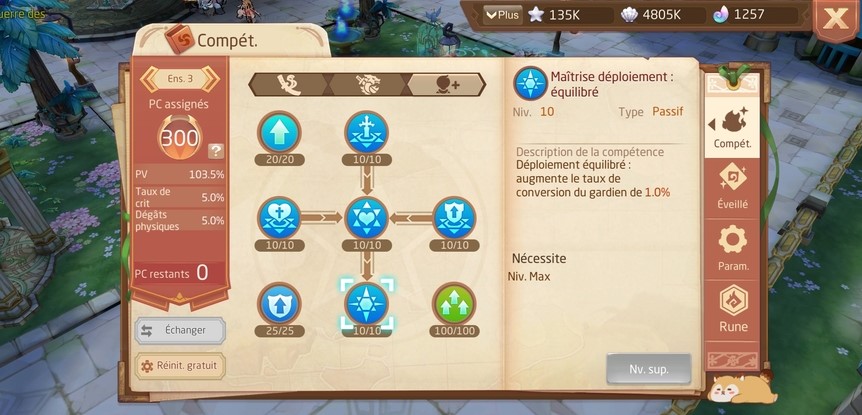 uerre des
Plus
135K
4805K
1257
Compét.
Ens. 3
PC assignés
300
?
PV 103.5%
Taux de crit 5.0%
Dégâts physiques 5.0%
PC restants 0
Échanger
Réinit. gratuit
20/20
10/10
10/10
10/10
10/10
25/25
10/10
100/100
Maîtrise déploiement :
équilibré
Niv. 10 Type Passif
Description de la compétence
Déploiement équilibré :
augmente le taux de
conversion du gardien de 1.0%
Nécessite
Niv. Max
Nv. sup.
Compét.
Éveillé
Param.
Rune